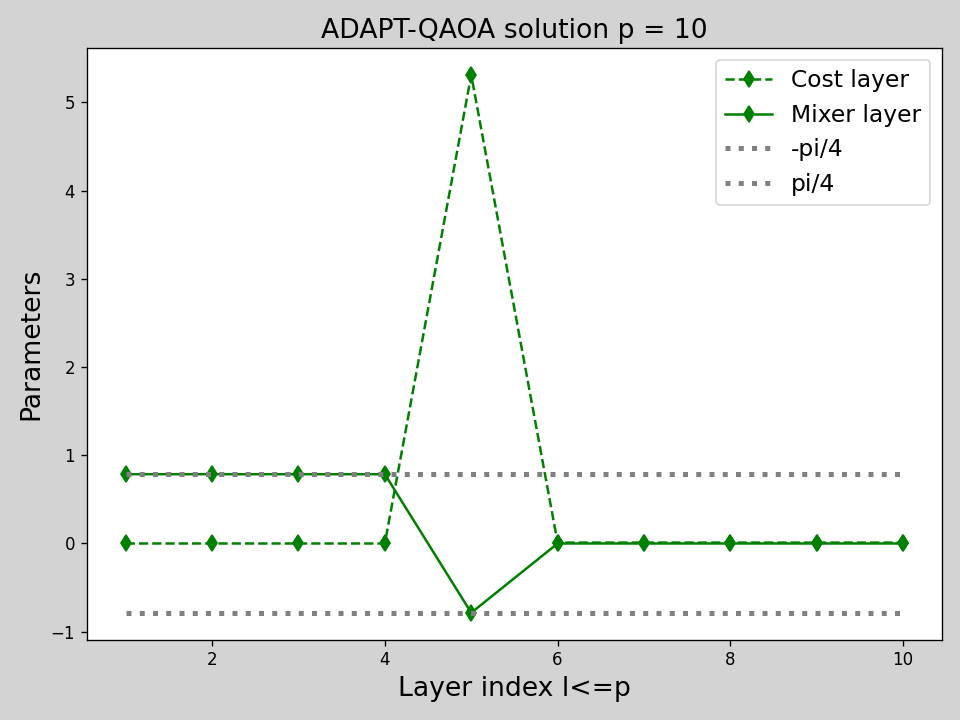 ADAPT-QAOA solution p = 10
Cost layer
Mixer layer
-pi/4
pi/4
5
4
3
2
1
0
−1
Parameters
2 4 6 8 10
Layer index l<=p